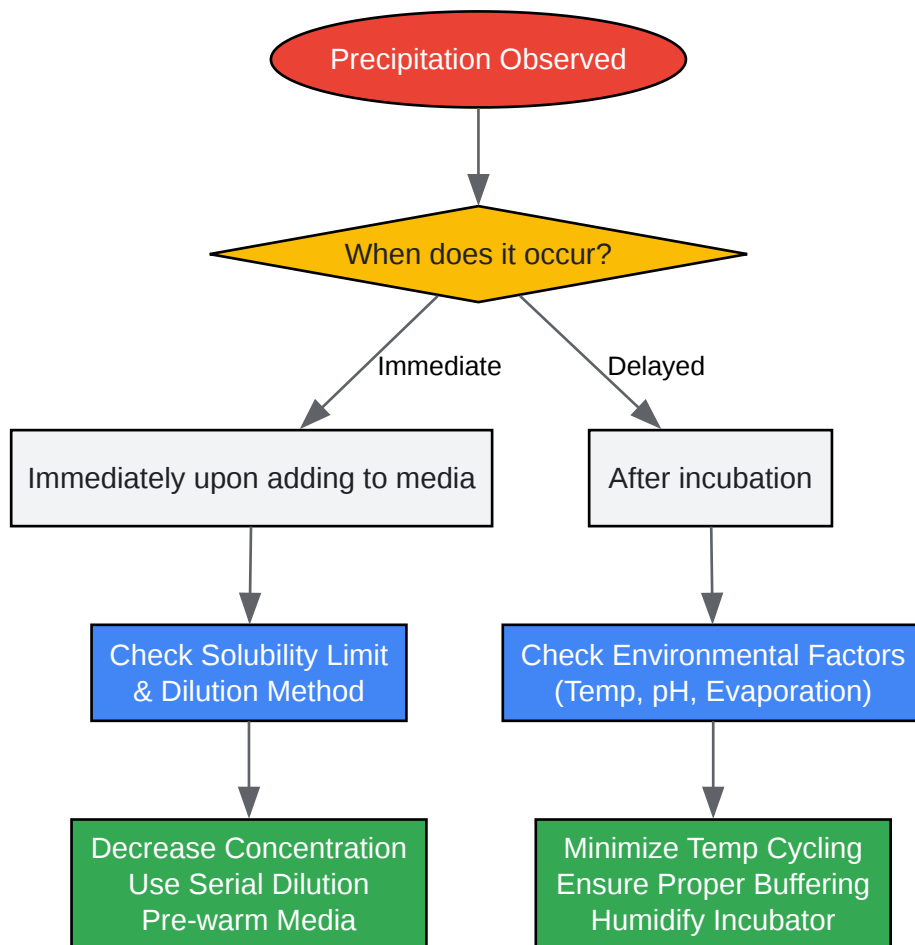 Precipitation Observed
When does it occur?
Immediate
Delayed
Immediately upon adding to media
After incubation
Check Solubility Limit
& Dilution Method
Check Environmental Factors
(Temp, pH, Evaporation)
Decrease Concentration
Use Serial Dilution
Pre-warm Media
Minimize Temp Cycling
Ensure Proper Buffering
Humidify Incubator